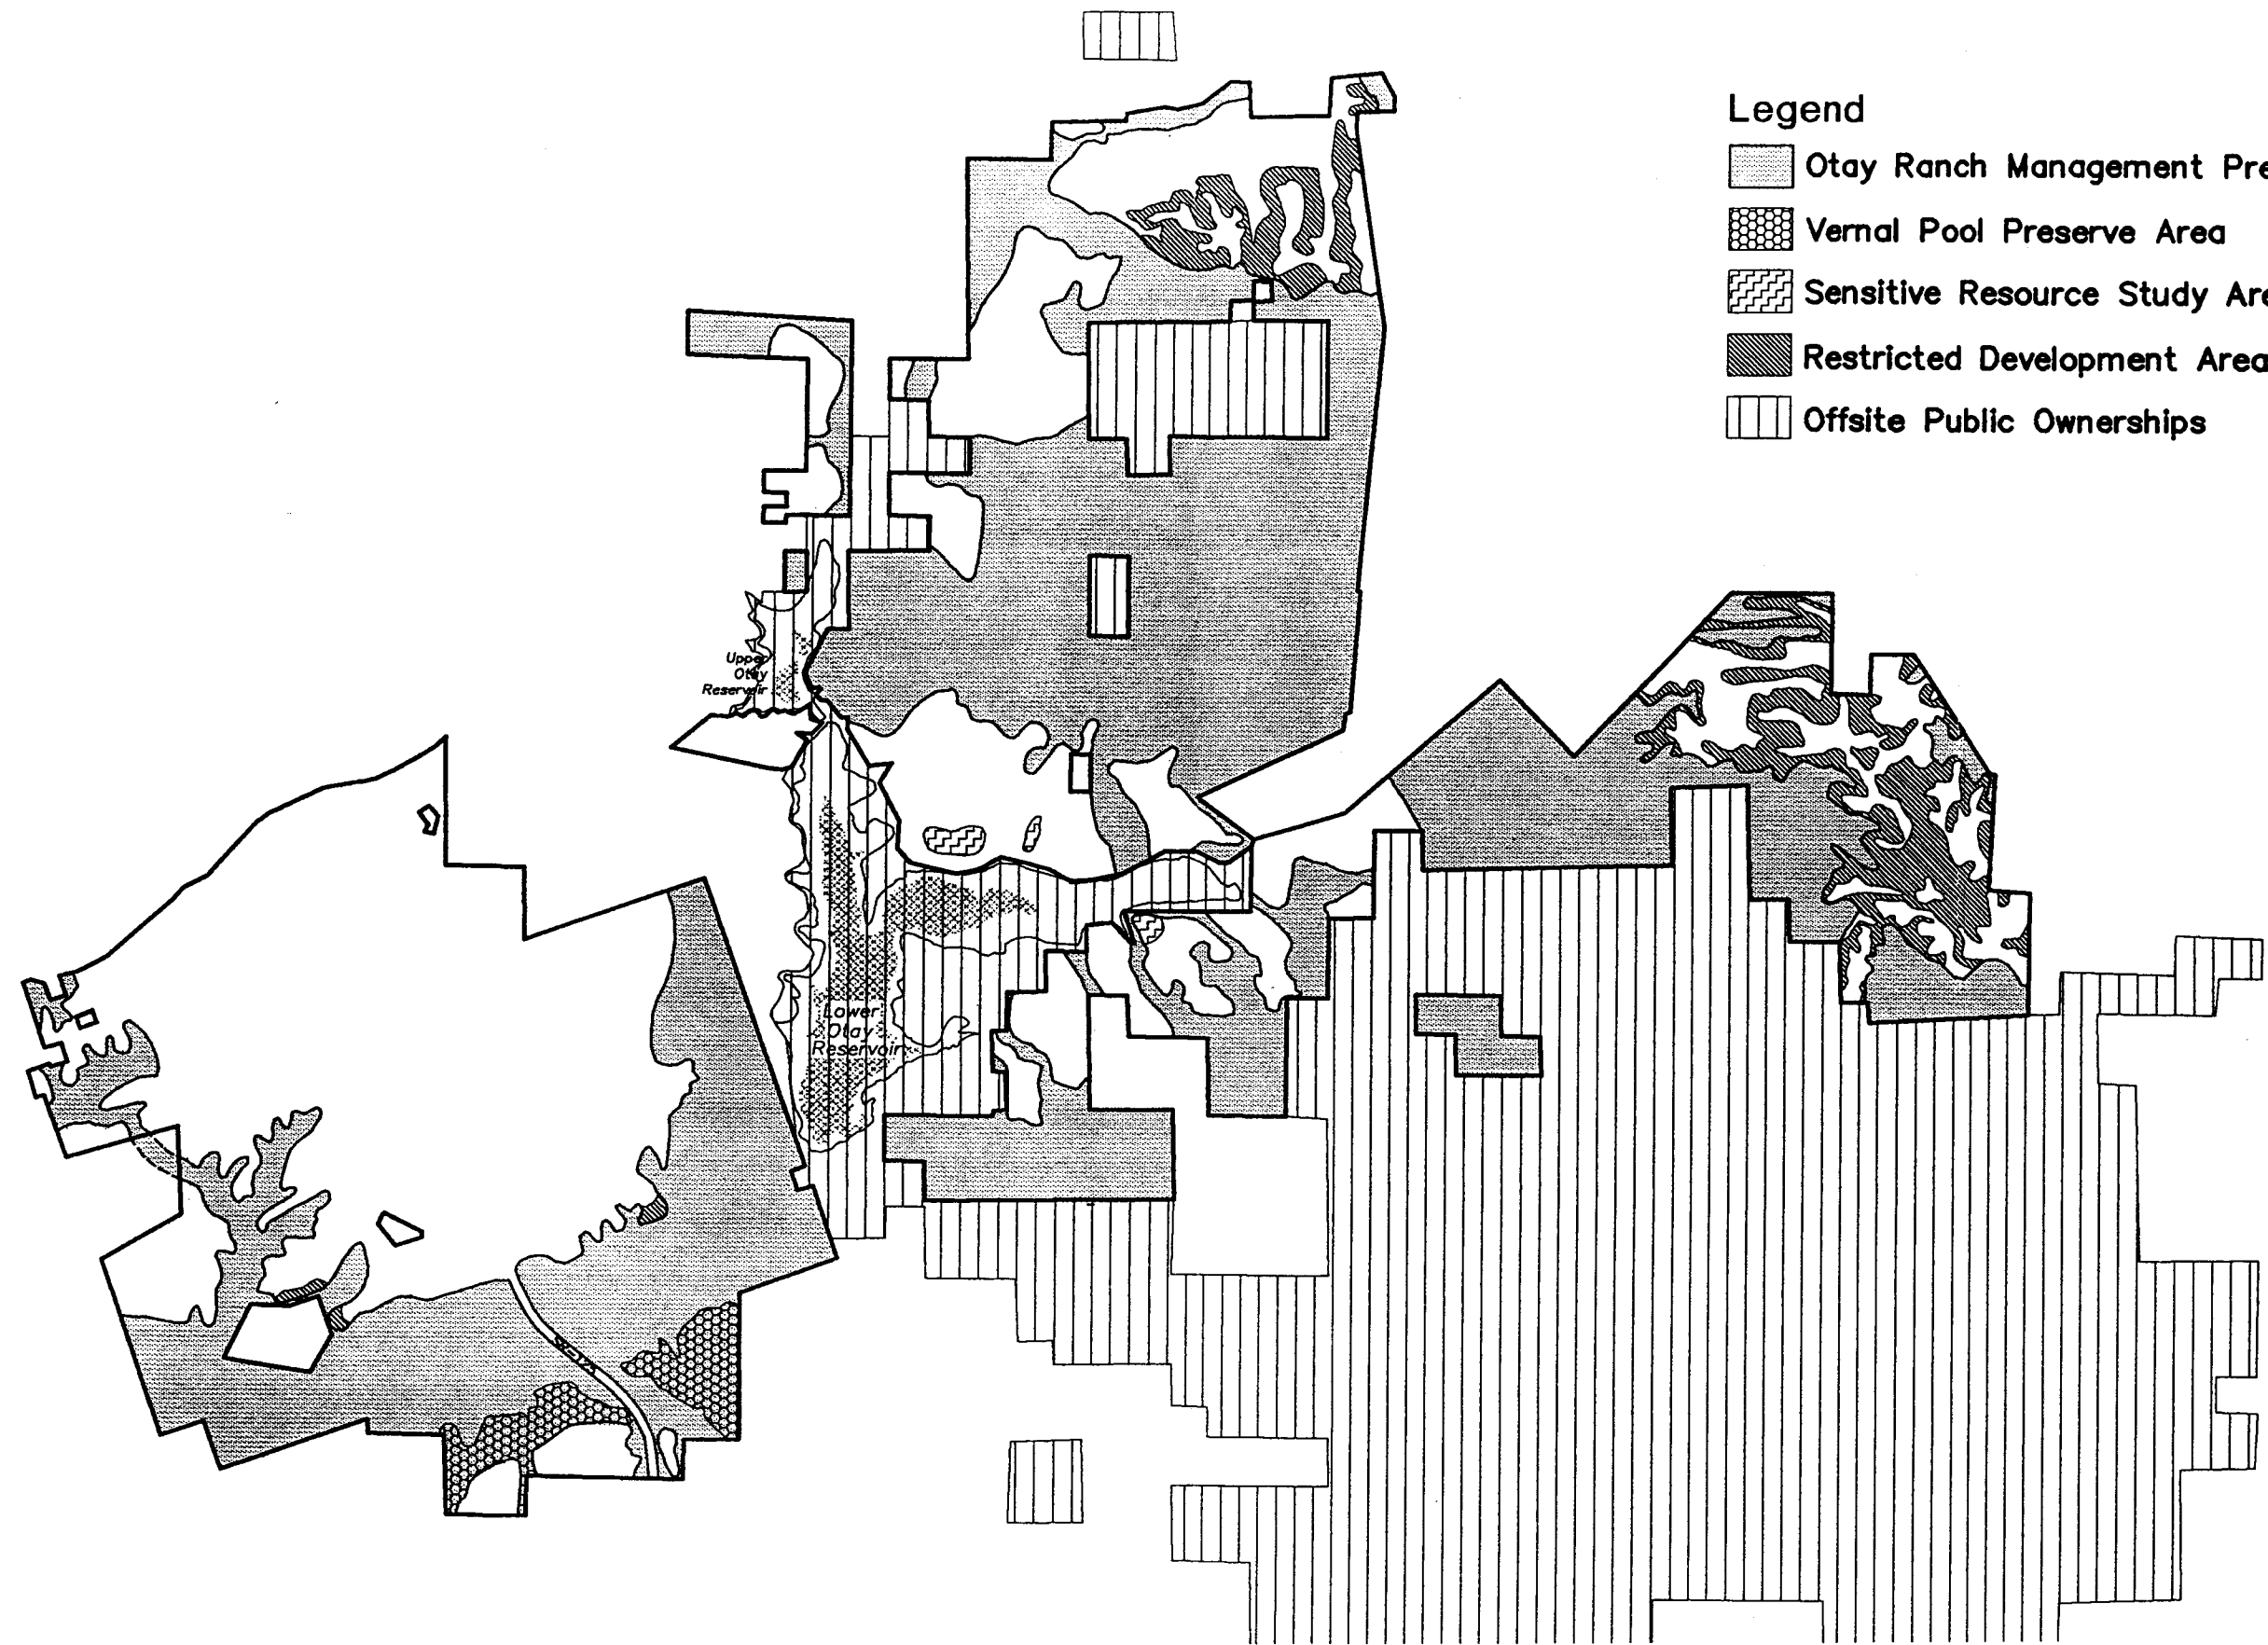 Legend
Otay Ranch Management Pre
Vernal Pool Preserve Area
Sensitive Resource Study Are
Restricted Development Area
Offsite Public Ownerships
Upper
Otay
Reservoir
Lower
Otay
Reservoir